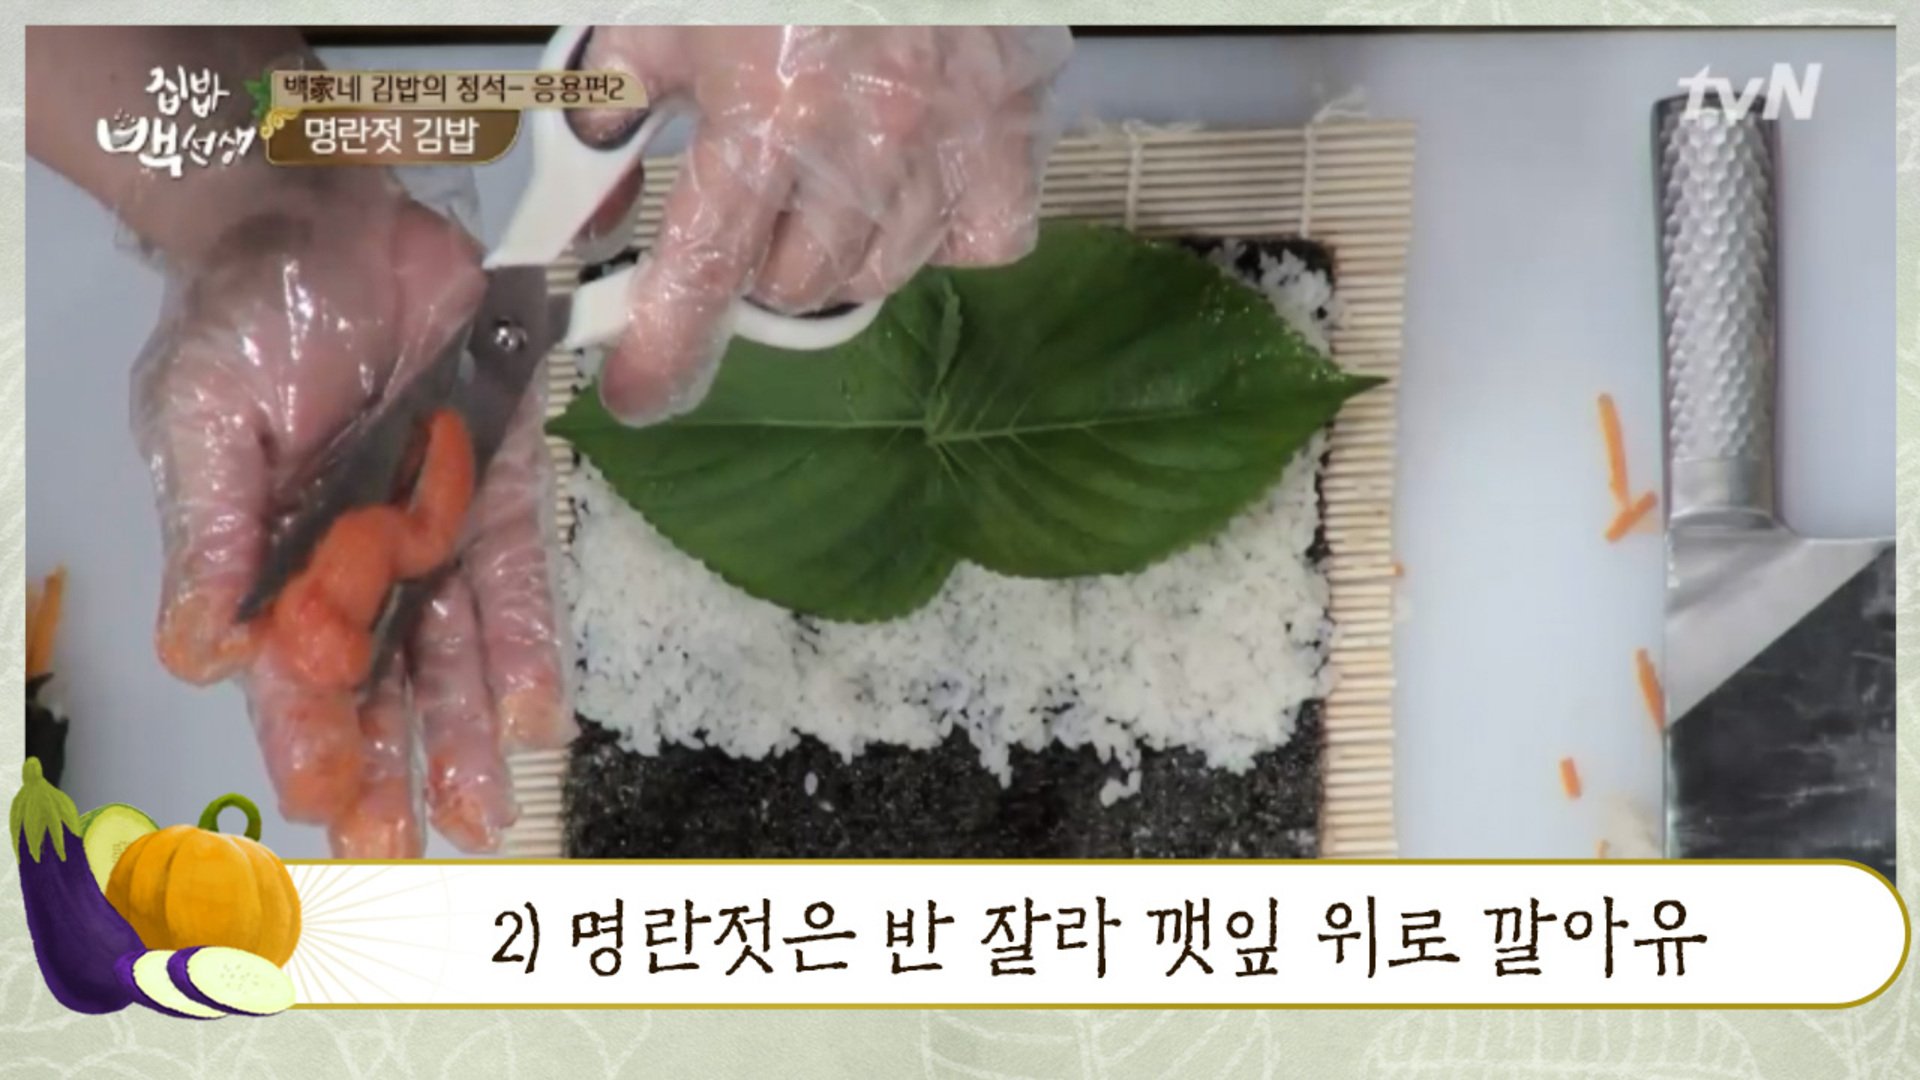 집밥
백선생
백家네 김밥의 정석- 응용편2
명란젓 김밥
tvN
2) 명란젓은 반 잘라 깻잎 위로 깔아유